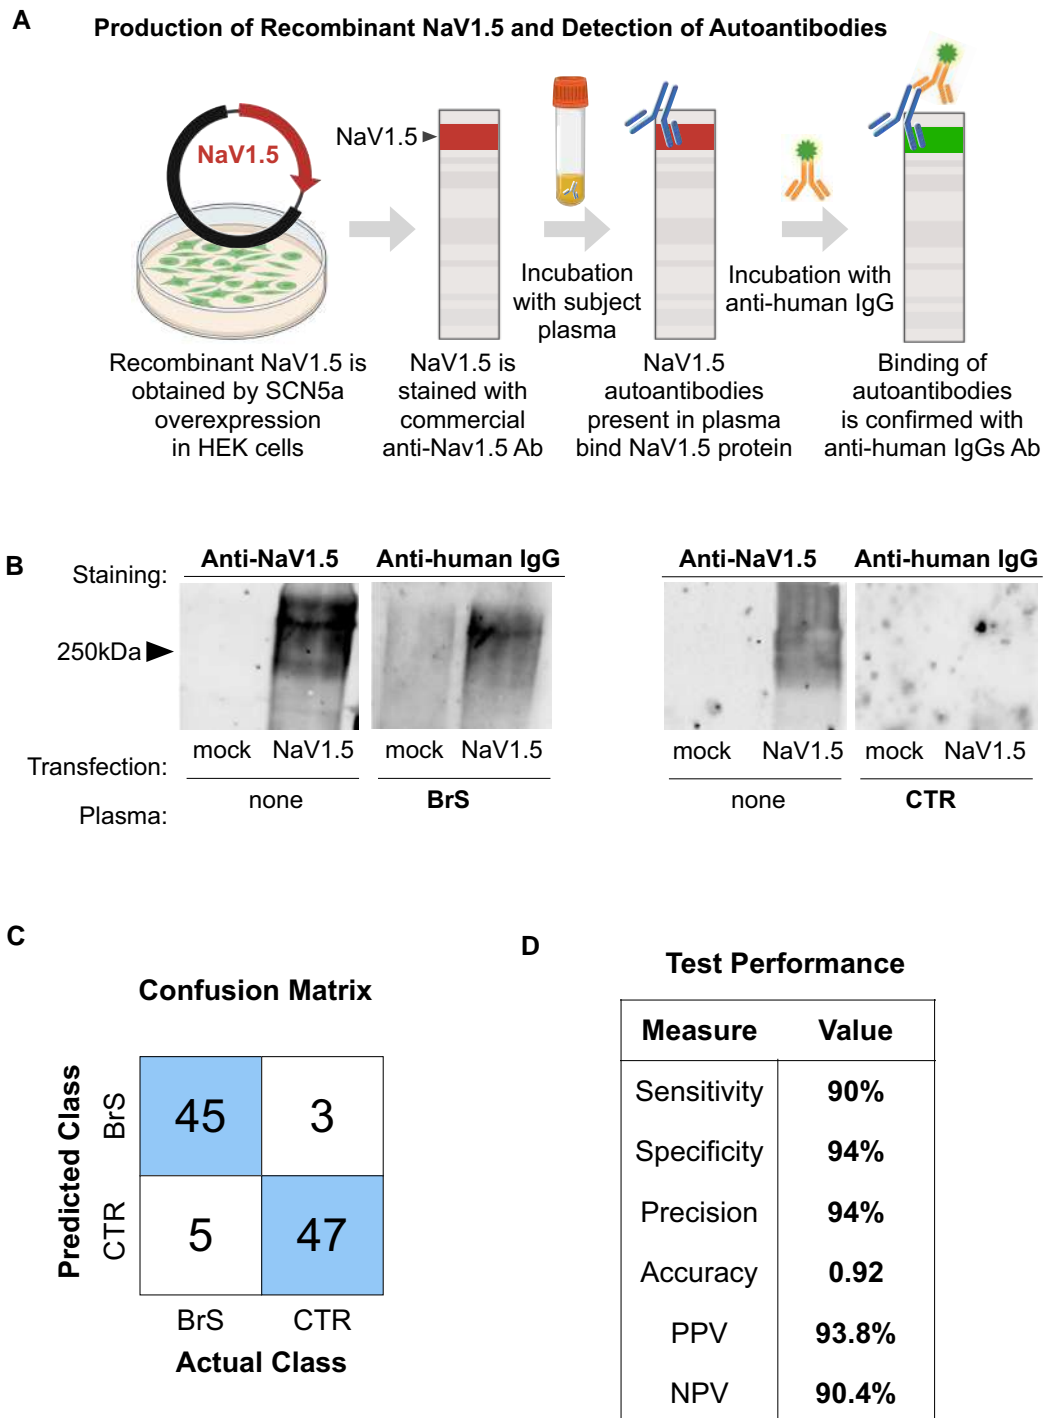 A
Production of Recombinant NaV1.5 and Detection of Autoantibodies
NaV1.5
NaV1.5
Incubation
with subject
plasma
Incubation with
anti-human IgG
Recombinant NaV1.5 is
obtained by SCN5a
overexpression
in HEK cells
NaV1.5 is
stained with
commercial
anti-Nav1.5 Ab
NaV1.5
autoantibodies
present in plasma
bind NaV1.5 protein
Binding of
autoantibodies
is confirmed with
anti-human IgGs Ab
B
Staining:
Anti-NaV1.5
Anti-human IgG
Anti-NaV1.5
Anti-human IgG
250kDa
Transfection:
mock NaV1.5
mock NaV1.5
mock NaV1.5
mock NaV1.5
Plasma:
none
BrS
none
CTR
C
Confusion Matrix
Predicted Class
BrS
45 3
CTR
5 47
BrS CTR
Actual Class
D
Test Performance
Measure Value
Sensitivity 90%
Specificity 94%
Precision 94%
Accuracy 0.92
PPV 93.8%
NPV 90.4%